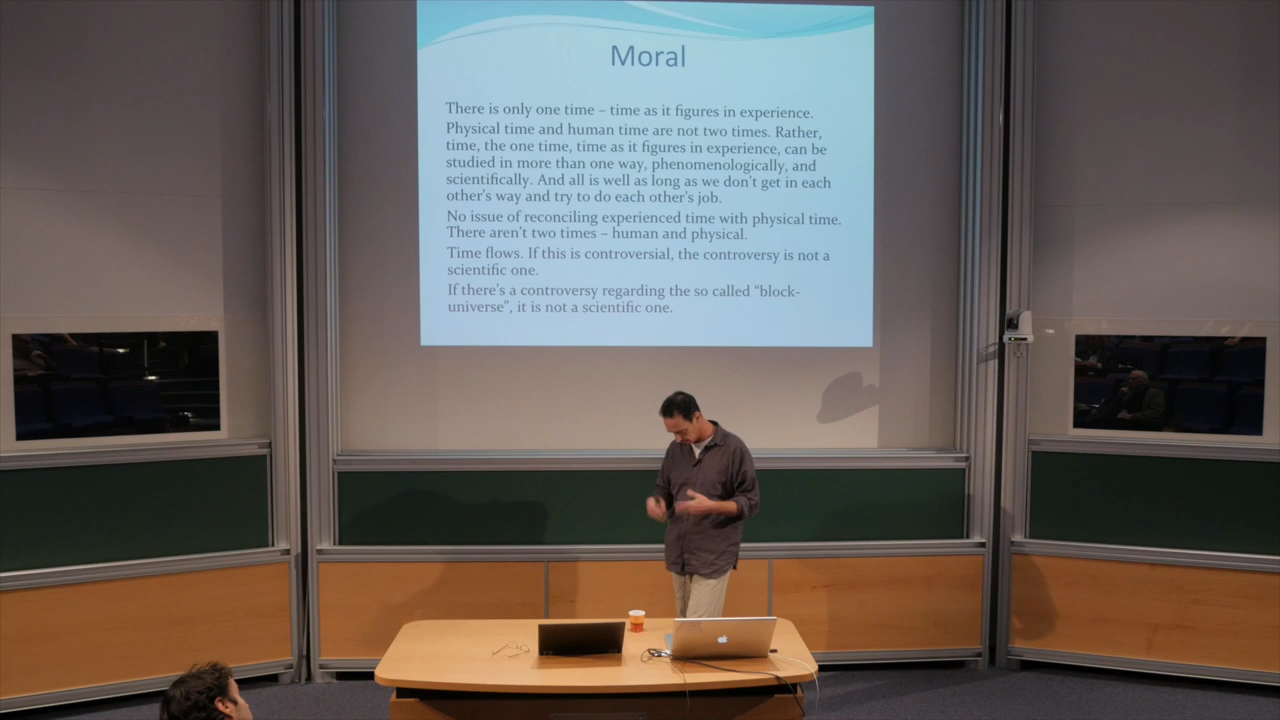 Moral
There is only one time – time as it figures in experience.
Physical time and human time are not two times. Rather,
time, the one time, time as it figures in experience, can be
studied in more than one way, phenomenologically, and
scientifically. And all is well as long as we don't get in each
other's way and try to do each other's job.
No issue of reconciling experienced time with physical time.
There aren't two times – human and physical.
Time flows. If this is controversial, the controversy is not a
scientific one.
If there's a controversy regarding the so called "block-
universe", it is not a scientific one.